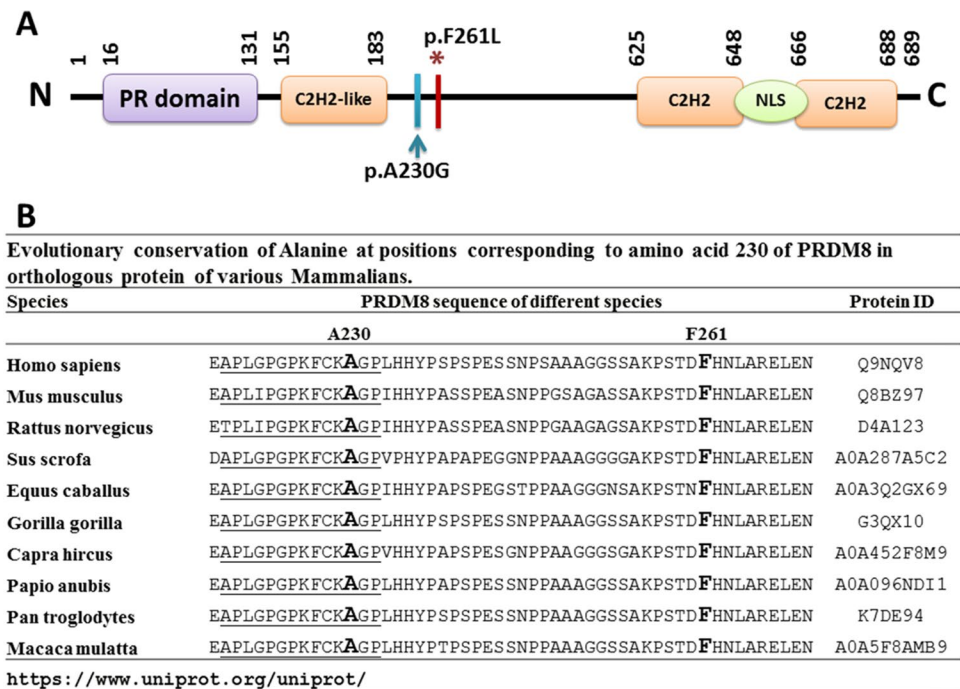 A
1 16 131 155 183 p.F261L 625 648 666 688 689
*
N PR domain C2H2-like C2H2 NLS C2H2 C
p.A230G
B
Evolutionary conservation of Alanine at positions corresponding to amino acid 230 of PRDM8 in
orthologous protein of various Mammalians.
Species PRDM8 sequence of different species Protein ID
A230 F261
Homo sapiens EAPLGPGPKFCKAGPLHHYPSPSPESSNPSAAAGGSSAKPSTDFHNLARELEN Q9NQV8
Mus musculus EAPLIPGPKFCKAGPIHHYPASSPEASNPPGSAGASSAKPSTDFHNLARELEN Q8BZ97
Rattus norvegicus ETPLIPGPKFCKAGPIHHYPASSPEASNPPGAAGAGSAKPSTDFHNLARELEN D4A123
Sus scrofa DAPLGPGPKFCKAGPVPHYPAPAPEGGNPPAAAGGGGAKPSTDFHNLARELEN A0A287A5C2
Equus caballus EAPLGPGPKFCKAGPIHHYPAPSPEGSTPPAAGGGNSAKPSTNFHNLARELEN A0A3Q2GX69
Gorilla gorilla EAPLGPGPKFCKAGPLHHYPSPSPESSNPPAAAGGSSAKPSTDFHNLARELEN G3QX10
Capra hircus EAPLGPGPKFCKAGPVHHYPAPSPESGNPPAAGGGSGAKPSTDFHNLARELEN A0A452F8M9
Papio anubis EAPLGPGPKFCKAGPLHHYPAPSPESSNPPAAAGGSSAKPSTDFHNLARELEN A0A096NDI1
Pan troglodytes EAPLGPGPKFCKAGPLHHYPSPSPESSNPPAAAGGSSAKPSTDFHNLARELEN K7DE94
Macaca mulatta EAPLGPGPKFCKAGPLHHYPTPSPESSNPPAAAGGSSAKPSTDFHNLARELEN A0A5F8AMB9
https://www.uniprot.org/uniprot/